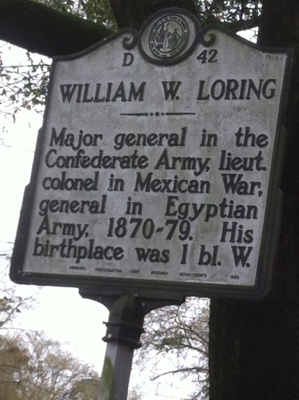 D 42
WILLIAM W. LORING
Major general in the
Confederate Army, lieut.
colonel in Mexican War,
general in Egyptian
Army, 1870-79. His
birthplace was 1 bl. W.